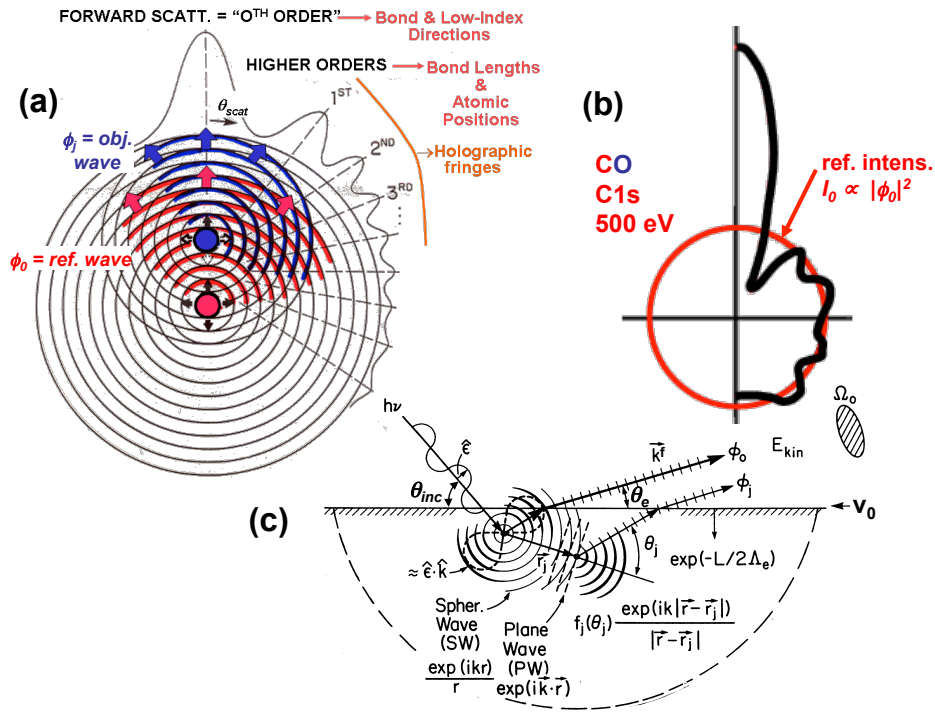 FORWARD SCATT. = “OTH ORDER” Bond & Low-Index
Directions
HIGHER ORDERS Bond Lengths
&
Atomic
Positions
Holographic
fringes
(a)
θscat
1ST
2ND
3RD
ϕj = obj.
wave
ϕ0 = ref. wave
(b)
CO
C1s
500 eV
ref. intens.
I0 ∝ |ϕ0|²
(c)
hν
ε̂
θinc
k⃗f
ϕo
θe
ϕj
Ekin
Ωo
V0
≈ ε̂·k̂
r⃗j
θj
exp(-L/2Λe)
Spher.
Wave
(SW)
exp(ikr)
r
Plane
Wave
(PW)
exp(ik⃗·r⃗)
fj(θj) exp(ik|r⃗-r⃗j|)
|r⃗-r⃗j|